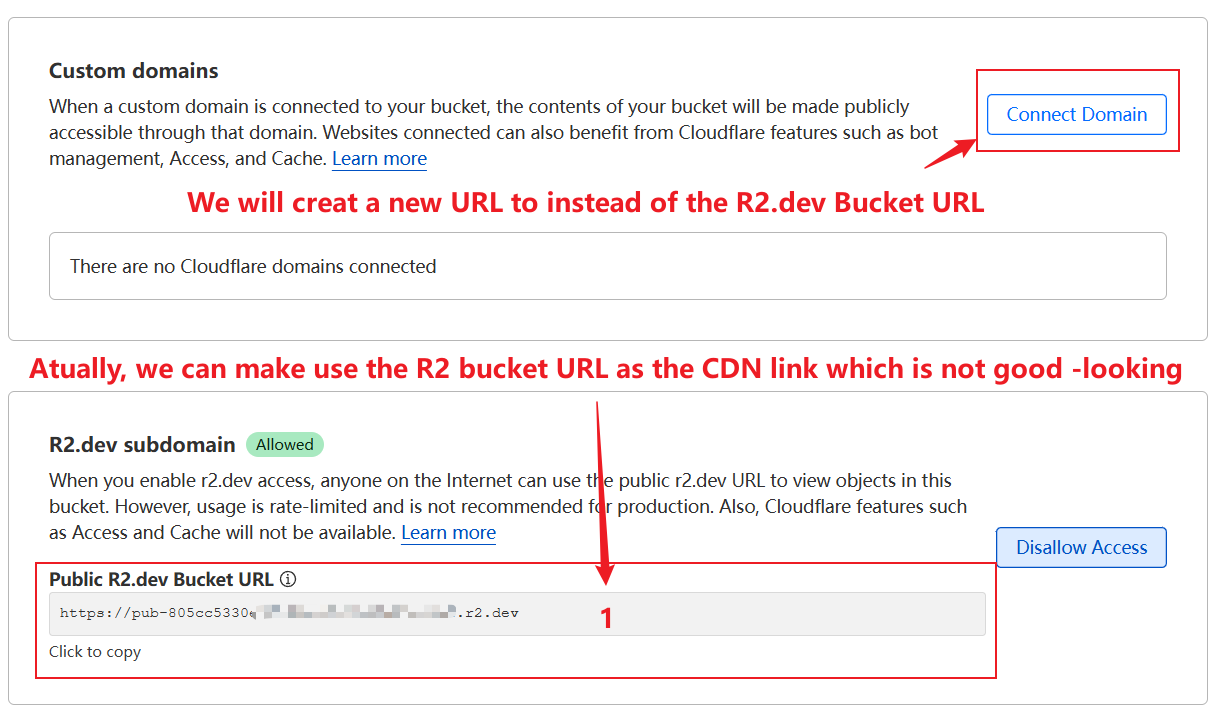 Custom domains
When a custom domain is connected to your bucket, the contents of your bucket will be made publicly
accessible through that domain. Websites connected can also benefit from Cloudflare features such as bot
management, Access, and Cache. Learn more
Connect Domain
We will creat a new URL to instead of the R2.dev Bucket URL
There are no Cloudflare domains connected
Atually, we can make use the R2 bucket URL as the CDN link which is not good -looking
R2.dev subdomain Allowed
When you enable r2.dev access, anyone on the Internet can use the public r2.dev URL to view objects in this
bucket. However, usage is rate-limited and is not recommended for production. Also, Cloudflare features such
as Access and Cache will not be available. Learn more
Disallow Access
Public R2.dev Bucket URL
https://pub-805cc5330 .r2.dev
1
Click to copy